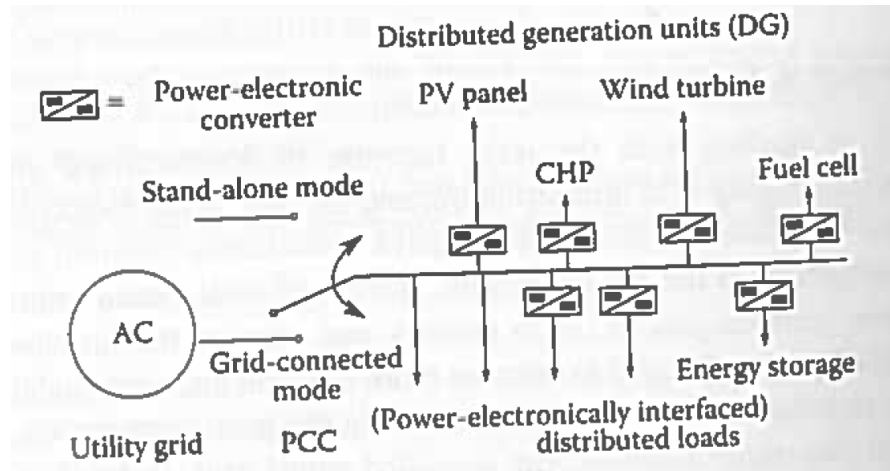 Distributed generation units (DG)
= Power-electronic
converter
PV panel
Wind turbine
CHP
Fuel cell
Stand-alone mode
AC
Grid-connected
mode
Energy storage
(Power-electronically interfaced)
distributed loads
Utility grid
PCC